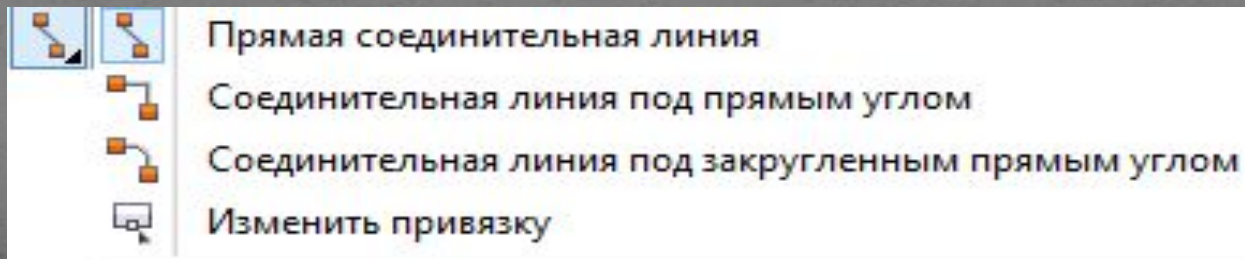 Прямая соединительная линия
Соединительная линия под прямым углом
Соединительная линия под закругленным прямым углом
Изменить привязку